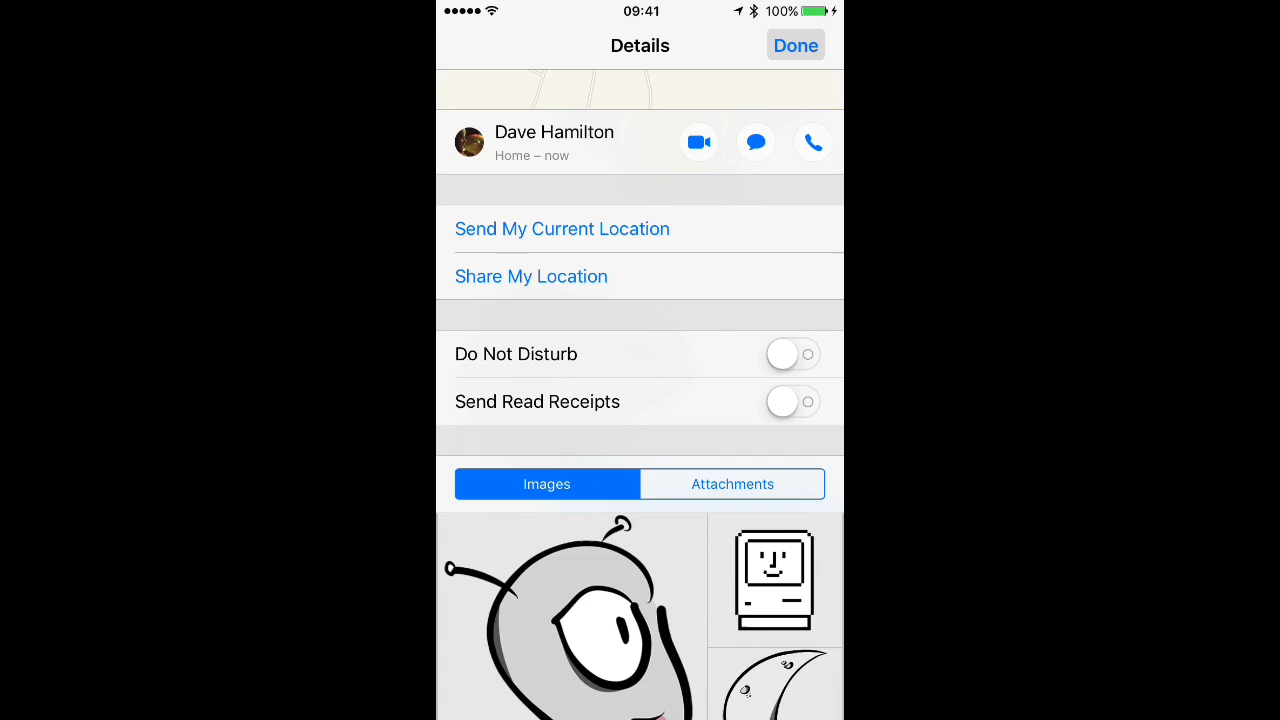 09:41
100%
Details
Done
Dave Hamilton
Home – now
Send My Current Location
Share My Location
Do Not Disturb
Send Read Receipts
Images
Attachments